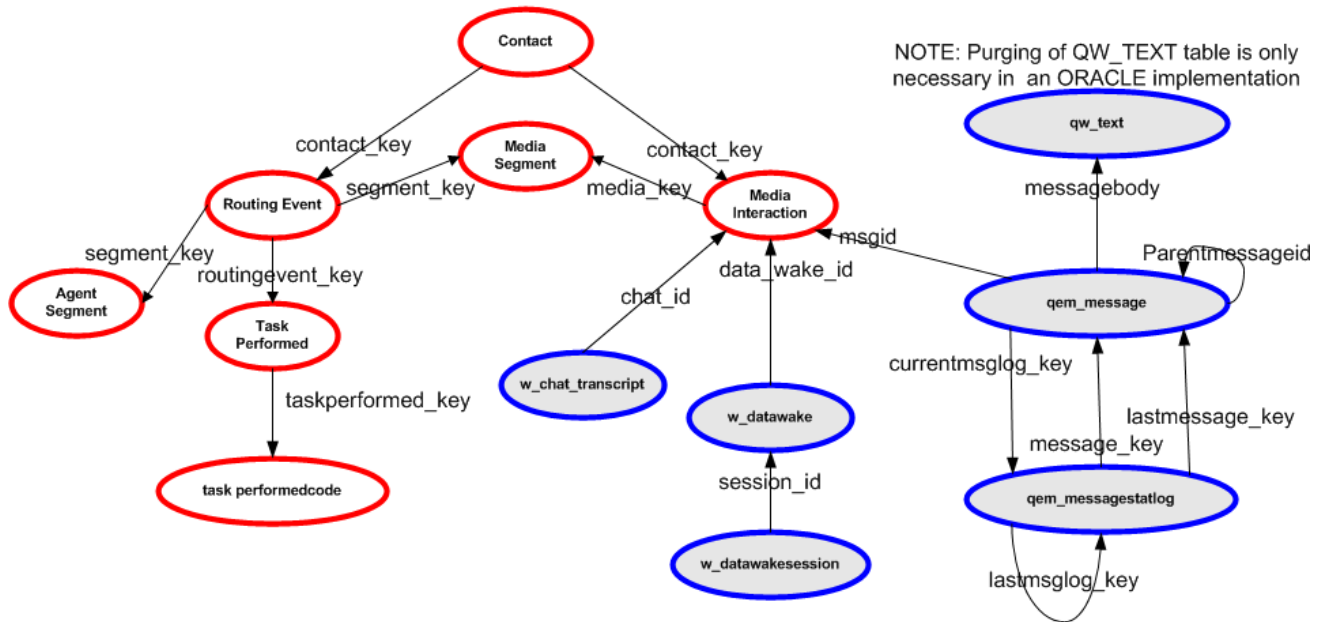 Contact
NOTE: Purging of QW_TEXT table is only
necessary in an ORACLE implementation
qw_text
contact_key
Media
Segment
contact_key
segment_key
media_key
messagebody
Routing Event
Media
Interaction
msgid
segment_key
routingevent_key
data_wake_id
Parentmessageid
Agent
Segment
chat_id
qem_message
Task
Performed
w_chat_transcript
currentmsglog_key
taskperformed_key
w_datawake
lastmessage_key
message_key
task performedcode
session_id
qem_messagestatlog
w_datawakesession
lastmsglog_key